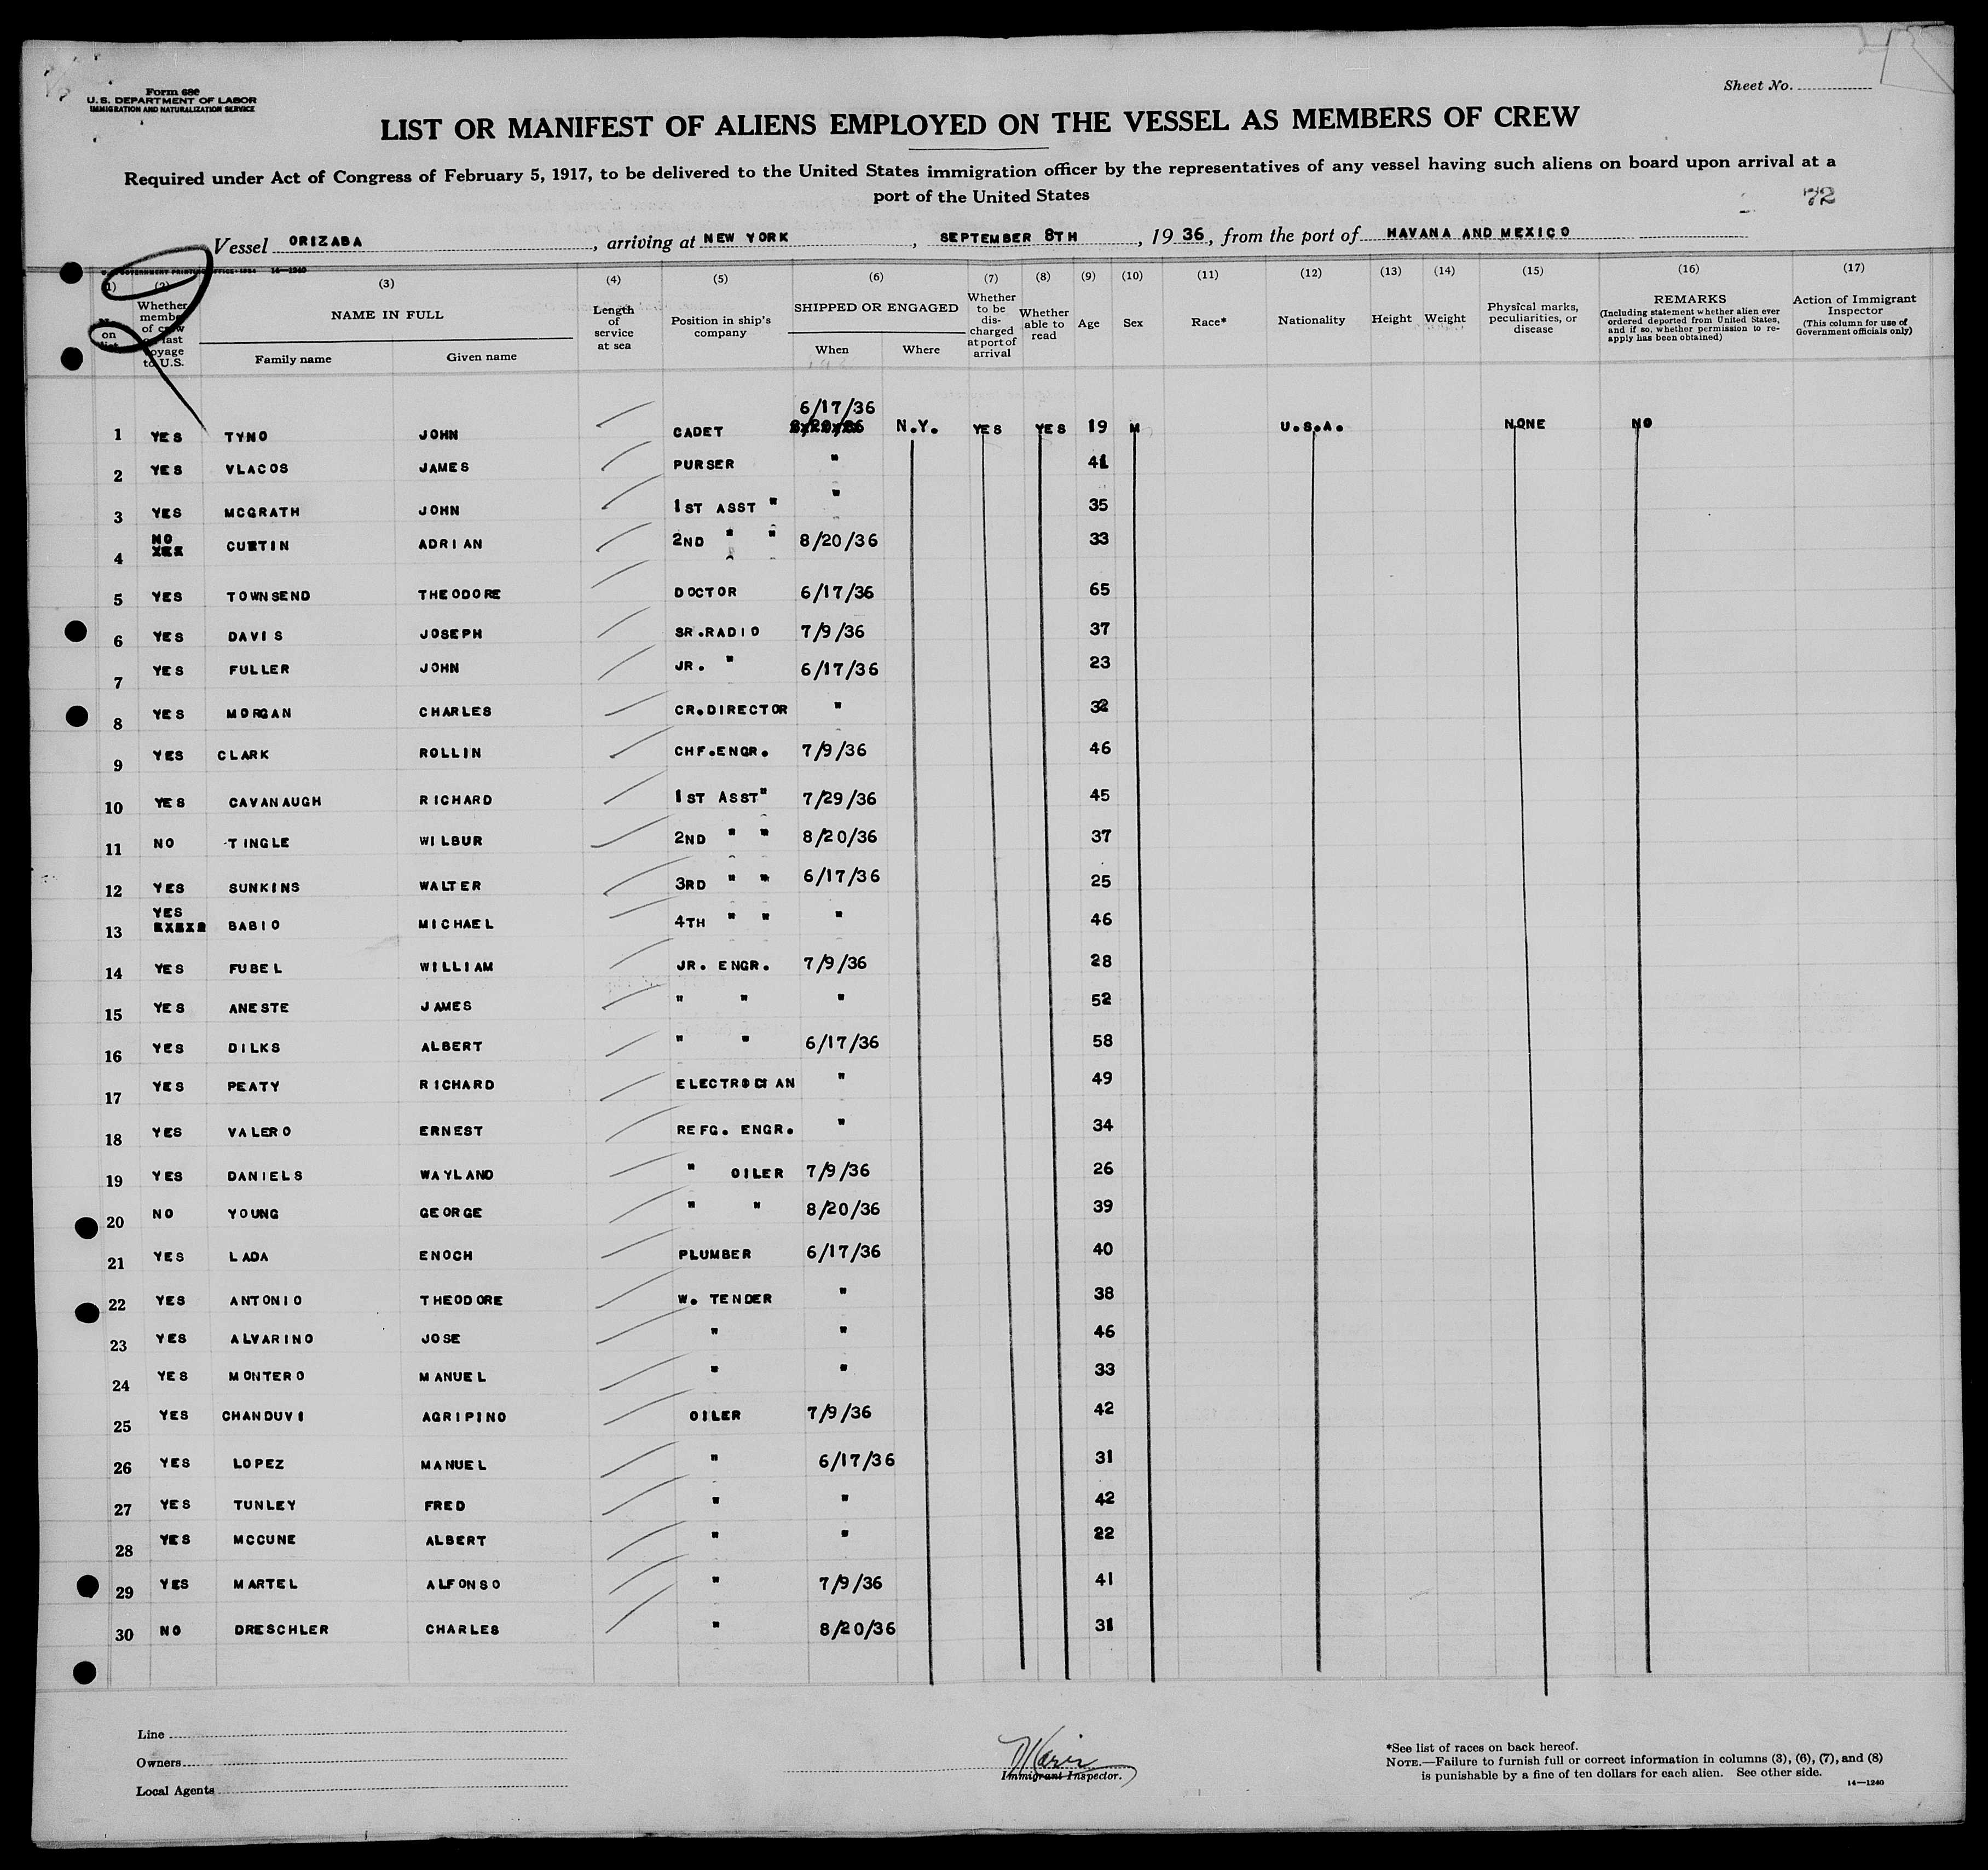 Form 680
U. S. DEPARTMENT OF LABOR
IMMIGRATION AND NATURALIZATION SERVICE
Sheet No.
LIST OR MANIFEST OF ALIENS EMPLOYED ON THE VESSEL AS MEMBERS OF CREW
Required under Act of Congress of February 5, 1917, to be delivered to the United States immigration officer by the representatives of any vessel having such aliens on board upon arrival at a
port of the United States
72
Vessel ORIZABA, arriving at NEW YORK, SEPTEMBER 8TH, 19 36, from the port of HAVANA AND MEXICO
(2) (3) (4) (5) (6) (7) (8) (9) (10) (11) (12) (13) (14) (15) (16) (17)
No. on list
Whether member of crew on last voyage to U.S.
NAME IN FULL
Family name Given name
Length of service at sea
Position in ship's company
SHIPPED OR ENGAGED
When Where
Whether to be discharged at port of arrival
Whether able to read
Age Sex Race* Nationality Height Weight
Physical marks, peculiarities, or disease
REMARKS
(Including statement whether alien ever ordered deported from United States, and if so, whether permission to reapply has been obtained)
Action of Immigrant Inspector
(This column for use of Government officials only)
6/17/36
1 YES TYNO JOHN CADET N.Y. YES YES 19 M U.S.A. NONE NO
2 YES VLACOS JAMES PURSER " 41
3 YES MCGRATH JOHN 1ST ASST " " 35
4 NO CURTIN ADRIAN 2ND " " 8/20/36 33
5 YES TOWNSEND THEODORE DOCTOR 6/17/36 65
6 YES DAVIS JOSEPH SR.RADIO 7/9/36 37
7 YES FULLER JOHN JR. " 6/17/36 23
8 YES MORGAN CHARLES CR.DIRECTOR " 32
9 YES CLARK ROLLIN CHF.ENGR. 7/9/36 46
10 YES CAVANAUGH RICHARD 1ST ASST" 7/29/36 45
11 NO TINGLE WILBUR 2ND " " 8/20/36 37
12 YES SUNKINS WALTER 3RD " " 6/17/36 25
13 YES BABIO MICHAEL 4TH " " " 46
14 YES FUBEL WILLIAM JR. ENGR. 7/9/36 28
15 YES ANESTE JAMES " " " 52
16 YES DILKS ALBERT " " 6/17/36 58
17 YES PEATY RICHARD ELECTRICIAN " 49
18 YES VALERO ERNEST REFG. ENGR. " 34
19 YES DANIELS WAYLAND " OILER 7/9/36 26
20 NO YOUNG GEORGE " " 8/20/36 39
21 YES LADA ENOCH PLUMBER 6/17/36 40
22 YES ANTONIO THEODORE W. TENDER " 38
23 YES ALVARINO JOSE " " 46
24 YES MONTERO MANUEL " " 33
25 YES CHANDUVI AGRIPINO OILER 7/9/36 42
26 YES LOPEZ MANUEL " 6/17/36 31
27 YES TUNLEY FRED " " 42
28 YES MCCUNE ALBERT " " 22
29 YES MARTEL ALFONSO " 7/9/36 41
30 NO DRESCHLER CHARLES " 8/20/36 31
Line
Owners
Local Agents
Immigrant Inspector.
*See list of races on back hereof.
NOTE.—Failure to furnish full or correct information in columns (3), (6), (7), and (8)
is punishable by a fine of ten dollars for each alien. See other side.
14—1240